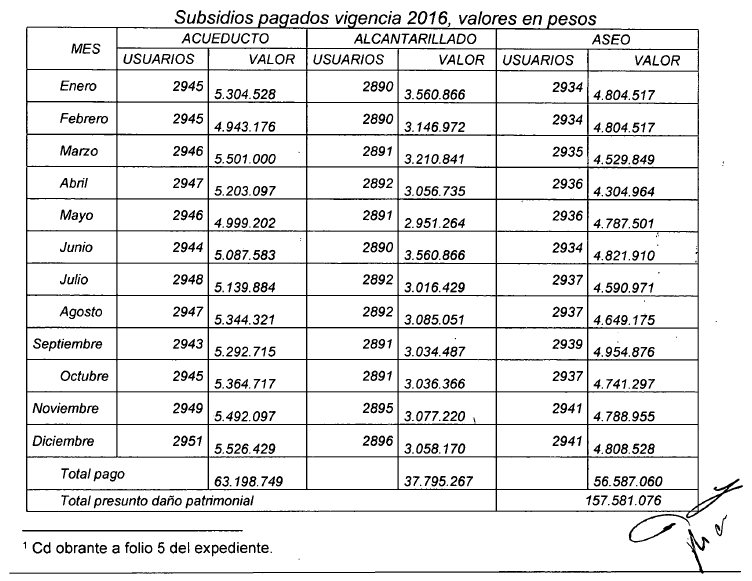 Subsidios pagados vigencia 2016, valores en pesos
MES ACUEDUCTO ALCANTARILLADO ASEO
USUARIOS VALOR USUARIOS VALOR USUARIOS VALOR
Enero 2945 5.304.528 2890 3.560.866 2934 4.804.517
Febrero 2945 4.943.176 2890 3.146.972 2934 4.804.517
Marzo 2946 5.501.000 2891 3.210.841 2935 4.529.849
Abril 2947 5.203.097 2892 3.056.735 2936 4.304.964
Mayo 2946 4.999.202 2891 2.951.264 2936 4.787.501
Junio 2944 5.087.583 2890 3.560.866 2934 4.821.910
Julio 2948 5.139.884 2892 3.016.429 2937 4.590.971
Agosto 2947 5.344.321 2892 3.085.051 2937 4.649.175
Septiembre 2943 5.292.715 2891 3.034.487 2939 4.954.876
Octubre 2945 5.364.717 2891 3.036.366 2937 4.741.297
Noviembre 2949 5.492.097 2895 3.077.220 2941 4.788.955
Diciembre 2951 5.526.429 2896 3.058.170 2941 4.808.528
Total pago 63.198.749 37.795.267 56.587.060
Total presunto daño patrimonial 157.581.076
1 Cd obrante a folio 5 del expediente.